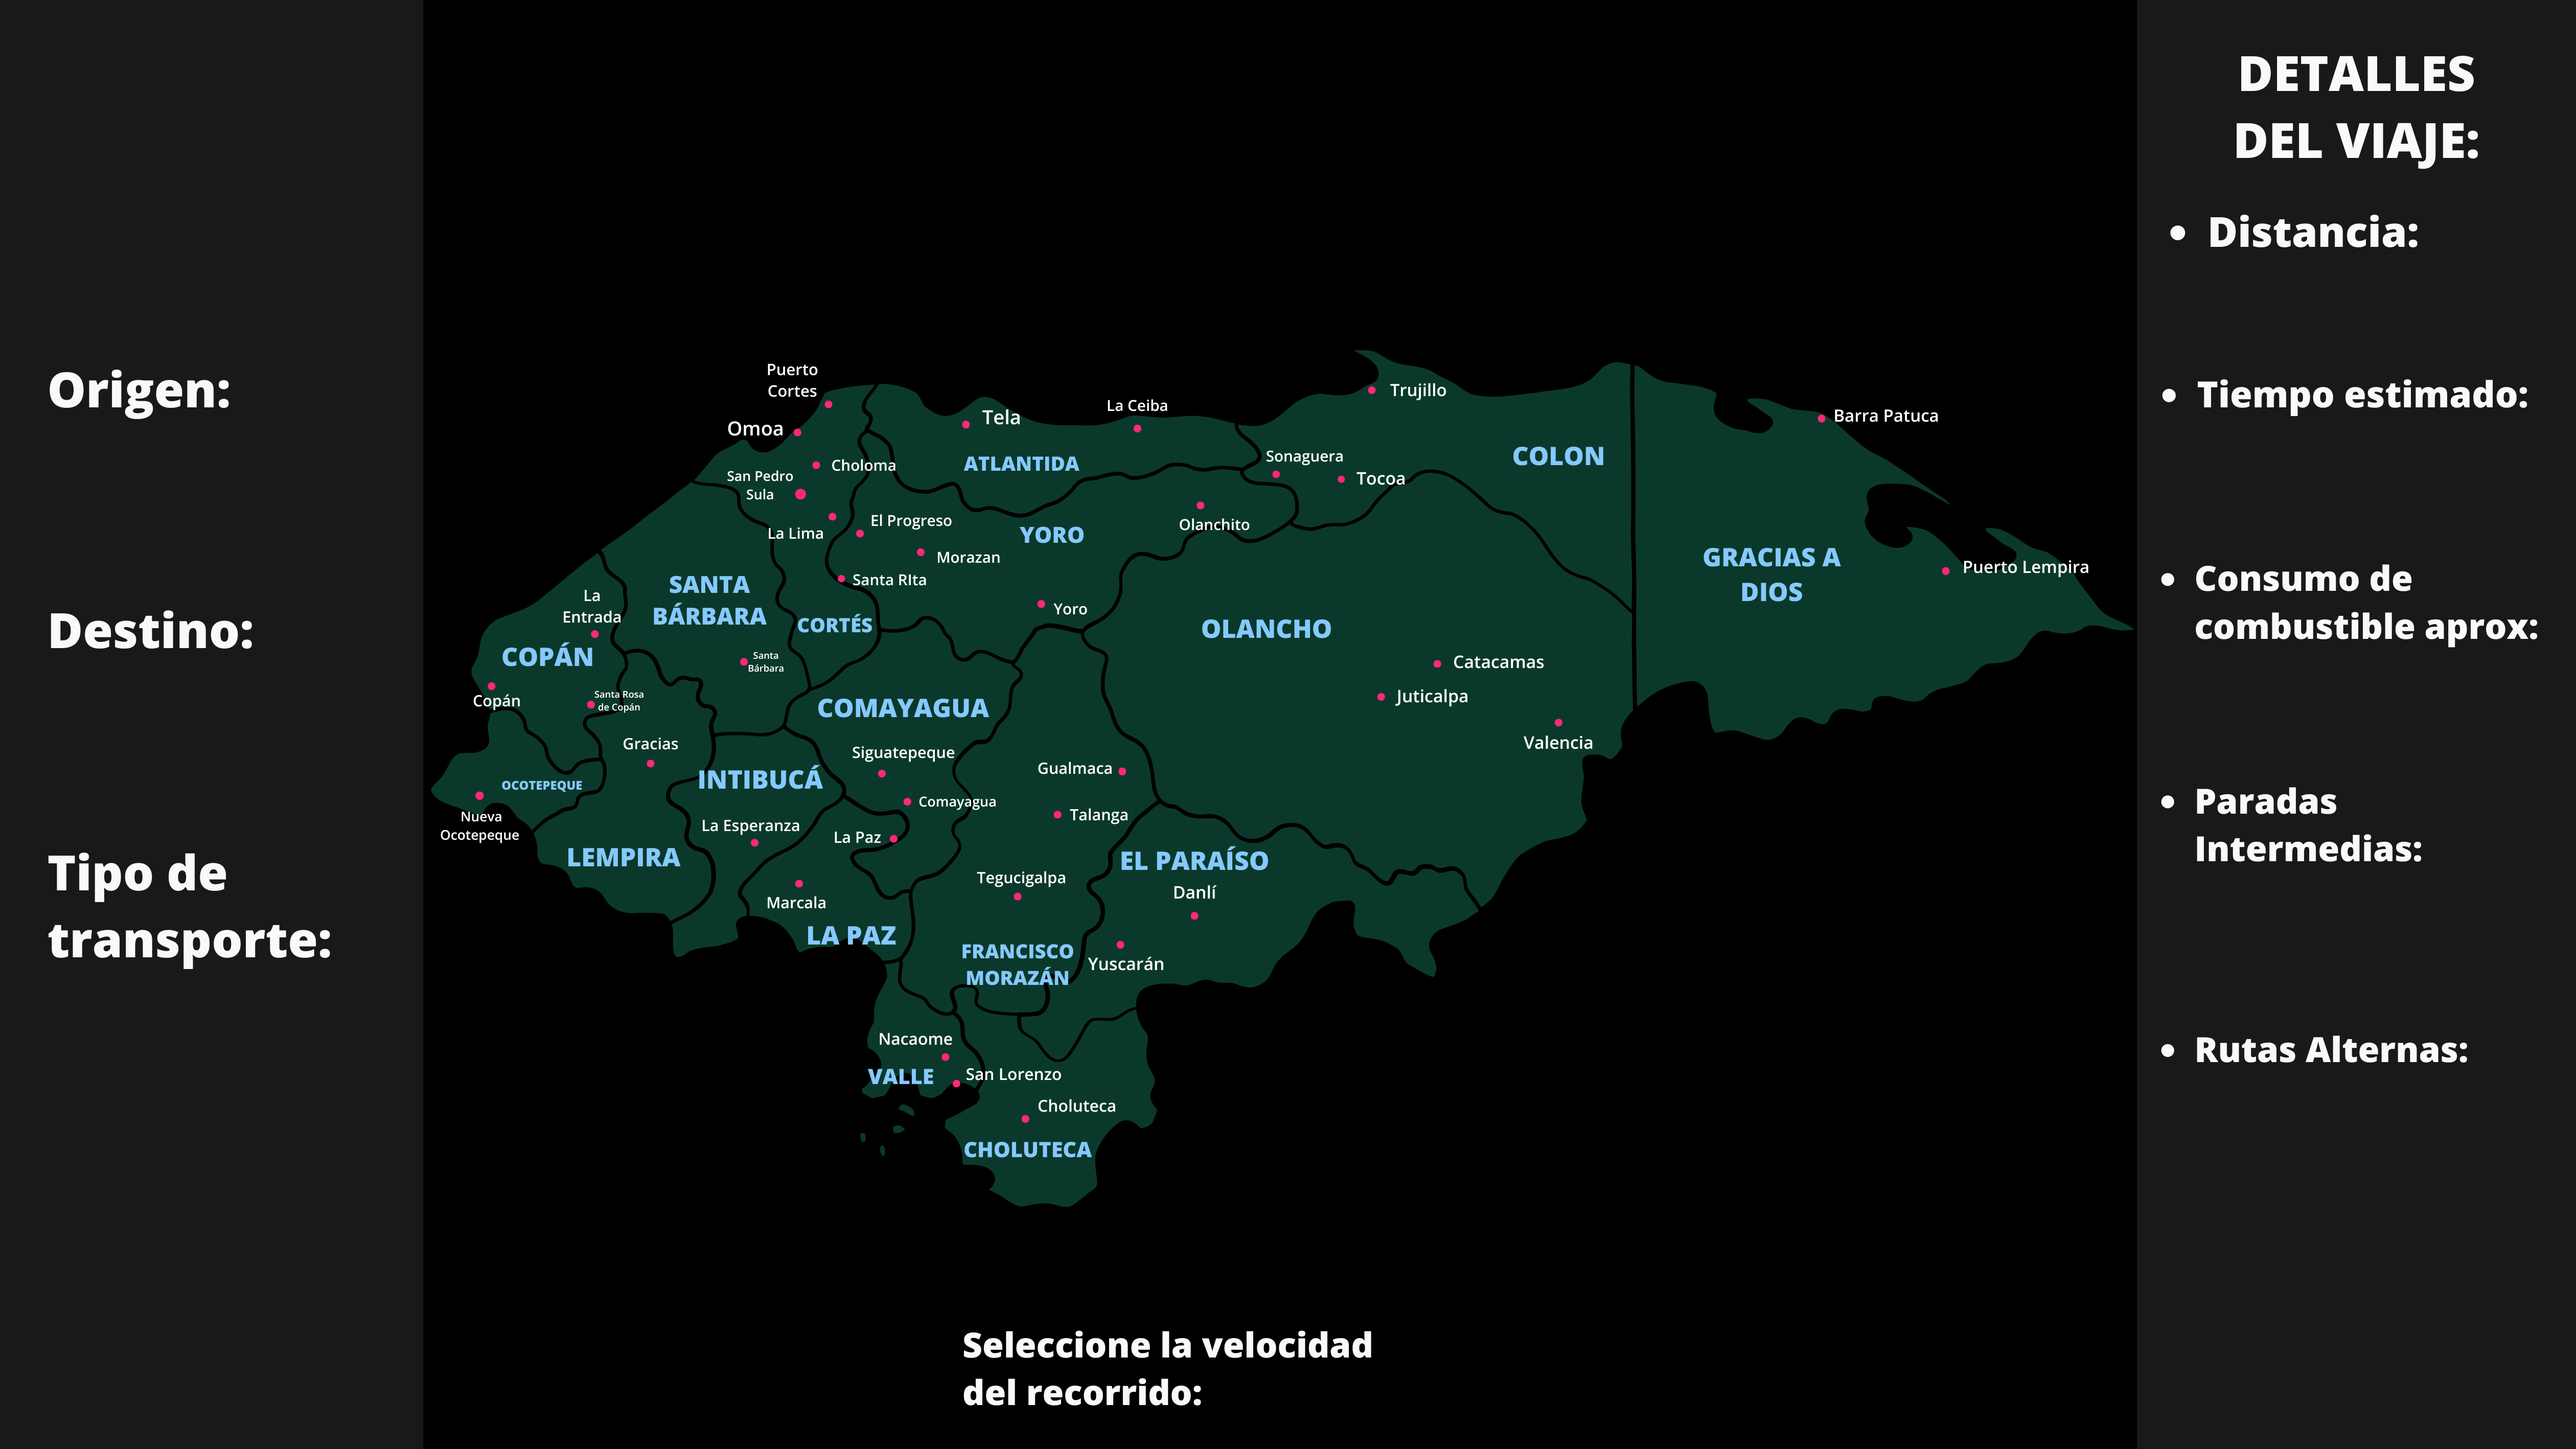 Origen:
Destino:
Tipo de
transporte:
Puerto
Cortes
Omoa
Tela
La Ceiba
Trujillo
Barra Patuca
Choloma
San Pedro
Sula
ATLANTIDA
Sonaguera
Tocoa
COLON
La Lima
El Progreso
Morazan
YORO
Olanchito
Santa RIta
Yoro
GRACIAS A
DIOS
Puerto Lempira
La
Entrada
SANTA
BÁRBARA
CORTÉS
OLANCHO
COPÁN
Santa
Bárbara
Catacamas
Copán
Santa Rosa
de Copán
COMAYAGUA
Juticalpa
Valencia
Gracias
Siguatepeque
Gualmaca
OCOTEPEQUE
INTIBUCÁ
Comayagua
Talanga
Nueva
Ocotepeque
La Esperanza
La Paz
LEMPIRA
EL PARAÍSO
Tegucigalpa
Danlí
Marcala
LA PAZ
FRANCISCO
MORAZÁN
Yuscarán
Nacaome
VALLE
San Lorenzo
Choluteca
CHOLUTECA
Seleccione la velocidad
del recorrido:
DETALLES
DEL VIAJE:
• Distancia:
• Tiempo estimado:
• Consumo de
combustible aprox:
• Paradas
Intermedias:
• Rutas Alternas: